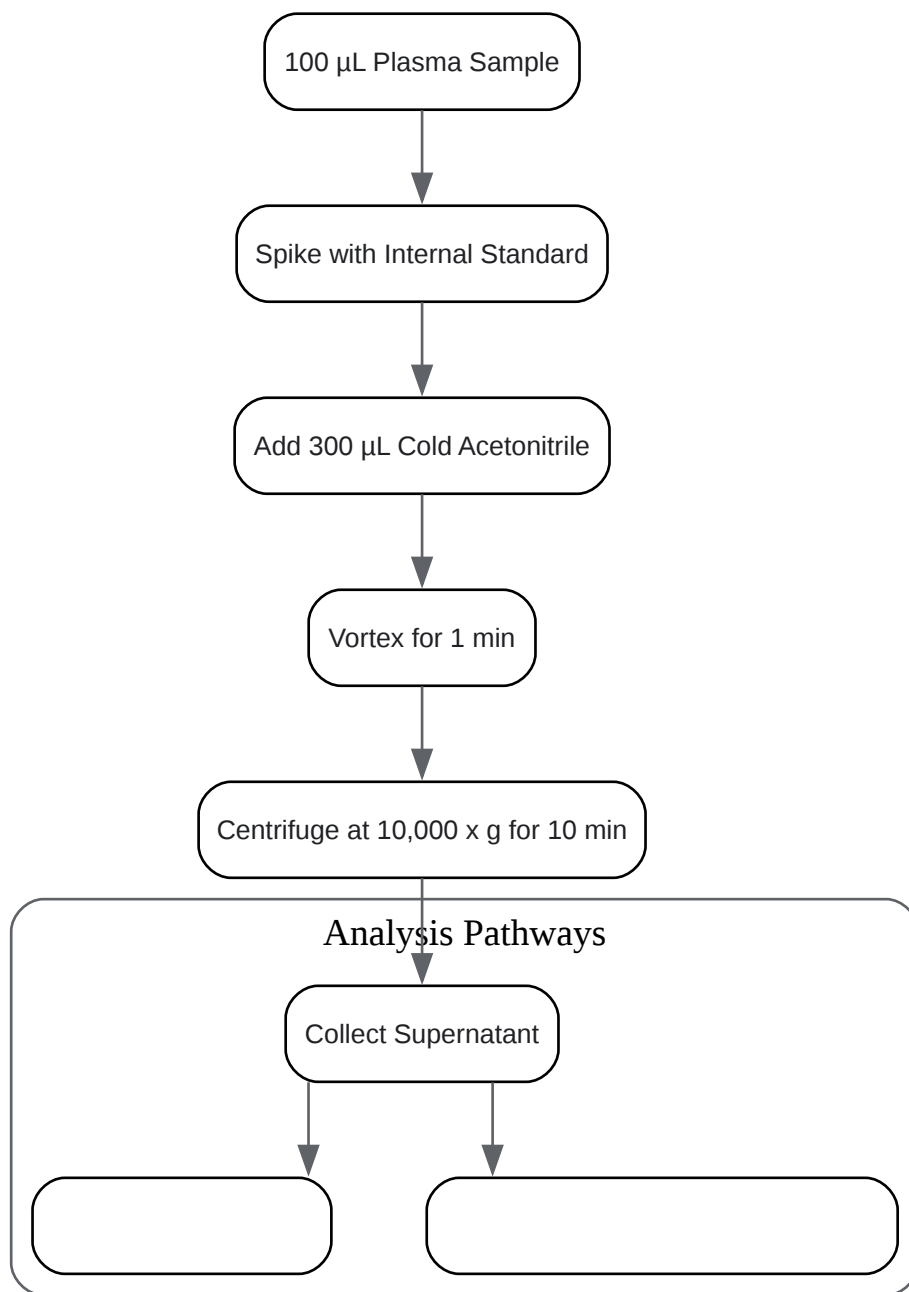 100 µL Plasma Sample
Spike with Internal Standard
Add 300 µL Cold Acetonitrile
Vortex for 1 min
Centrifuge at 10,000 x g for 10 min
Analysis Pathways
Collect Supernatant